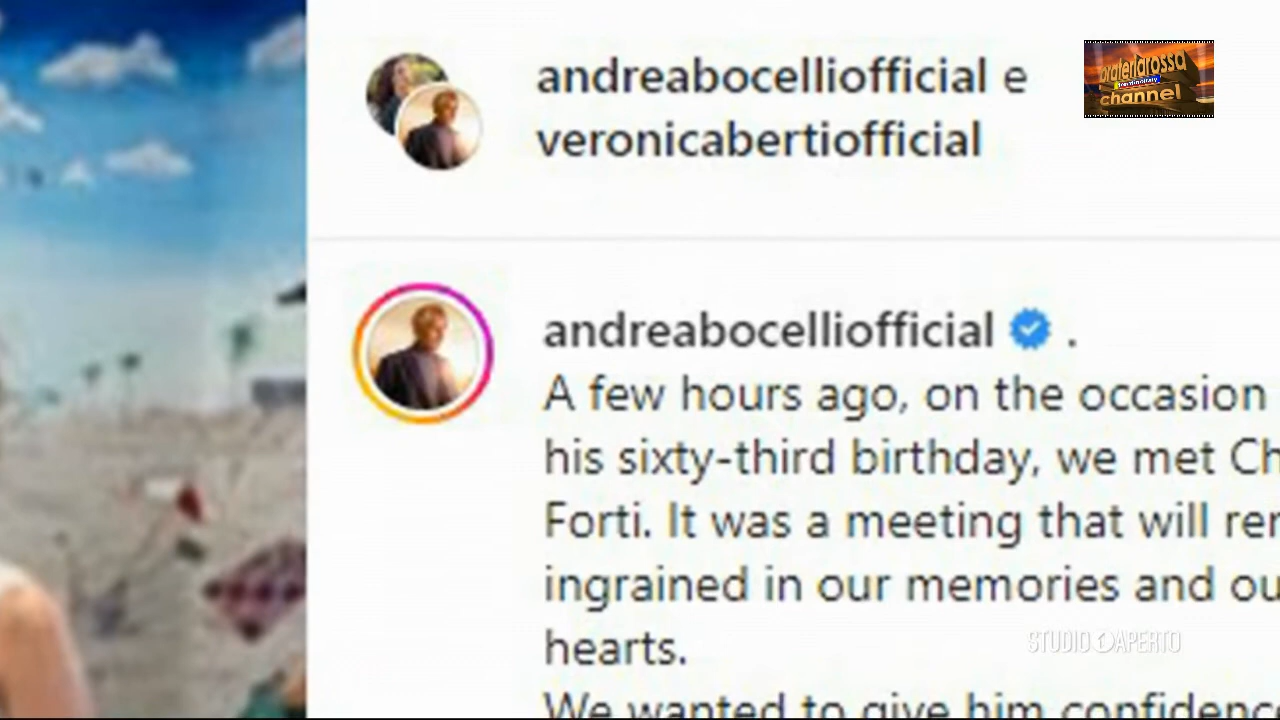 andreabocelliofficial e
veronicabertiofficial
channel
andreabocelliofficial .
A few hours ago, on the occasion
his sixty-third birthday, we met Ch
Forti. It was a meeting that will rer
ingrained in our memories and ou
hearts.
STUDIO APERTO
We wanted to give him confidenc